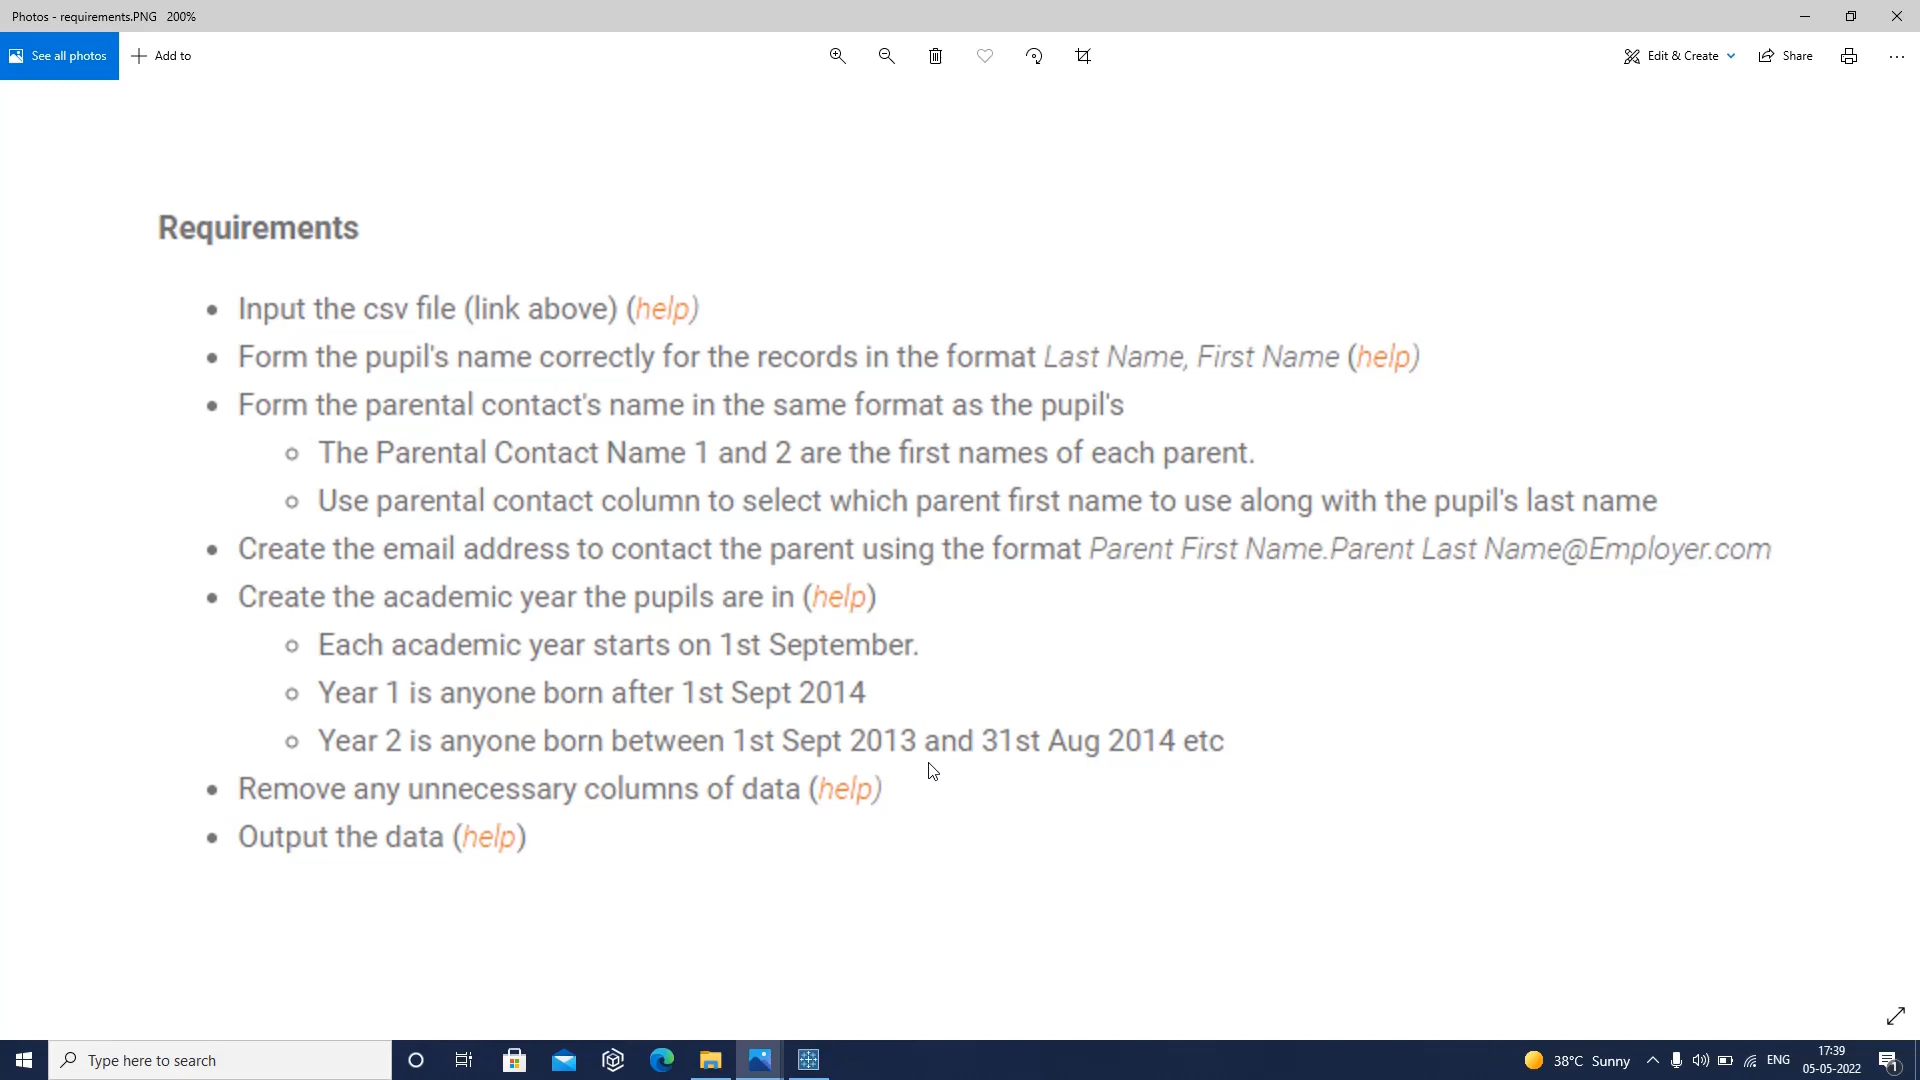 Photos - requirements.PNG 200%
See all photos
Add to
Edit & Create
Share
Requirements
• Input the csv file (link above) (help)
• Form the pupil's name correctly for the records in the format Last Name, First Name (help)
• Form the parental contact's name in the same format as the pupil's
○ The Parental Contact Name 1 and 2 are the first names of each parent.
○ Use parental contact column to select which parent first name to use along with the pupil's last name
• Create the email address to contact the parent using the format Parent First Name.Parent Last Name@Employer.com
• Create the academic year the pupils are in (help)
○ Each academic year starts on 1st September.
○ Year 1 is anyone born after 1st Sept 2014
○ Year 2 is anyone born between 1st Sept 2013 and 31st Aug 2014 etc
• Remove any unnecessary columns of data (help)
• Output the data (help)
Type here to search
38°C Sunny
ENG
17:39
05-05-2022
1